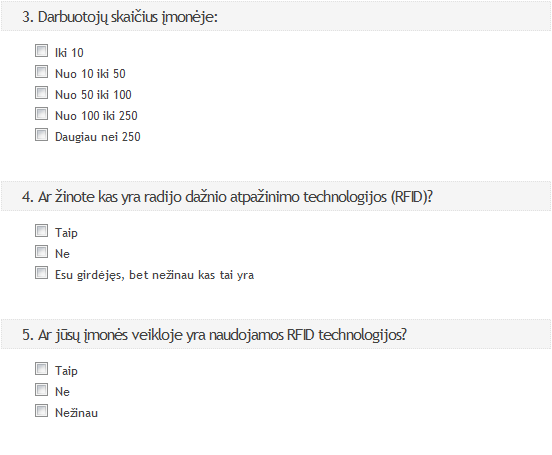 3. Darbuotojų skaičius įmonėje:
Iki 10
Nuo 10 iki 50
Nuo 50 iki 100
Nuo 100 iki 250
Daugiau nei 250
4. Ar žinote kas yra radijo dažnio atpažinimo technologijos (RFID)?
Taip
Ne
Esu girdėjęs, bet nežinau kas tai yra
5. Ar jūsų įmonės veikloje yra naudojamos RFID technologijos?
Taip
Ne
Nežinau